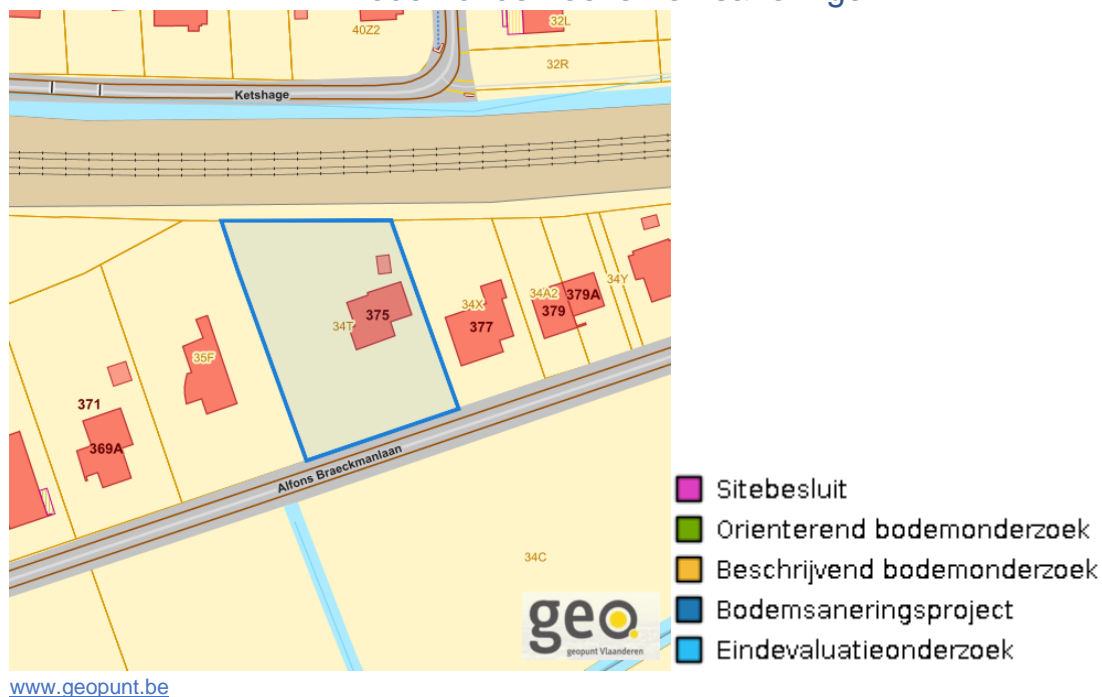 40Z2
32L
32R
Ketshage
34T
375
34X
377
34A2
379
379A
34Y
35F
371
369A
Alfons Braeckmanlaan
34C
geo
geopunt Vlaanderen
Sitebesluit
Orienterend bodemonderzoek
Beschrijvend bodemonderzoek
Bodemsaneringsproject
Eindevaluatieonderzoek
www.geopunt.be